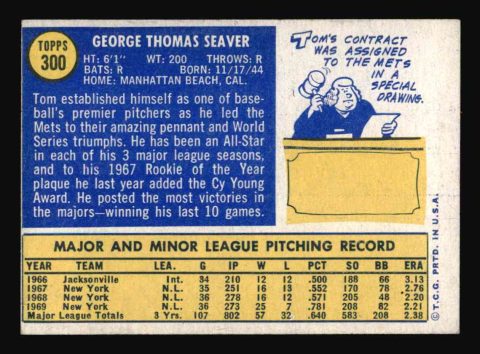 TOPPS
300
GEORGE THOMAS SEAVER
HT: 6'1" WT: 200 THROWS: R
BATS: R BORN: 11/17/44
HOME: MANHATTAN BEACH, CAL.
Tom established himself as one of base-
ball's premier pitchers as he led the
Mets to their amazing pennant and World
Series triumphs. He has been an All-Star
in each of his 3 major league seasons,
and to his 1967 Rookie of the Year
plaque he last year added the Cy Young
Award. He posted the most victories in
the majors—winning his last 10 games.
TOM'S CONTRACT
WAS ASSIGNED
TO THE METS
IN A
SPECIAL
DRAWING.
MAJOR AND MINOR LEAGUE PITCHING RECORD
YEAR TEAM LEA. G IP W L PCT SO BB ERA
1966 Jacksonville Int. 34 210 12 12 .500 188 66 3.13
1967 New York N.L. 35 251 16 13 .552 170 78 2.76
1968 New York N.L. 36 278 16 12 .571 205 48 2.20
1969 New York N.L. 36 273 25 7 .781 208 82 2.21
Major League Totals 3 Yrs. 107 802 57 32 .640 583 208 2.38
© T.C.G. PRTD. IN U.S.A.